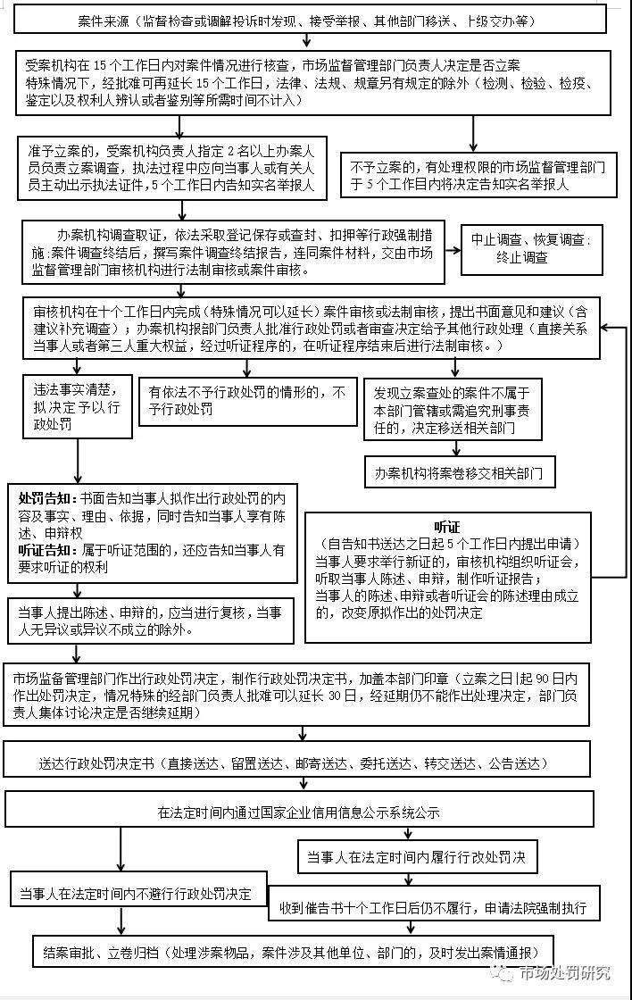 案件来源（监督检查或调解投诉时发现、接受举报、其他部门移送、上级交办等）
受案机构在15个工作日内对案件情况进行核查，市场监督管理部门负责人决定是否立案
特殊情况下，经批难可再延长15个工作日，法律、法规、规章另有规定的除外（检测、检验、检疫、
鉴定以及权利人辨认或者鉴别等所需时间不计入）
准予立案的，受案机构负责人指定2名以上办案人
员负责立案调查，执法过程中应向当事人或有关人
员主动出示执法证件，5个工作日内告知实名举报人
不予立案的，有处理权限的市场监督管理部门
于5个工作目内将决定告知实名举报人
办案机构调查取证，依法采取登记保存或查封、扣押等行政强制措
施；案件调查终结后，撰写案件调查终结报告，连同案件材料，交由市场
监督管理部门审核机构进行法制审核或案件审核。
中止调查、恢复调查；
终止调查
审核机构在十个工作日内完成（特殊情况可以延长）案件审核或法制审核，提出书面意见和建议（含
建议补充调查）；办案机构报部门负责人批准行政处罚或者审查决定给予其他行政处理（直接关系
当事人或者第三人重大权益，经过听证程序的，在听证程序结束后进行法制审核。）
违法事实清楚，
拟决定予以行
政处罚
有依法不予行政处罚的情形的，不
予行政处罚
发现立案查处的案件不属于
本部门管辖或需追究刑事责
任的，决定移送相关部门
办案机构将案卷移交相关部门
处罚告知：书面告知当事人拟作出行政处罚的内
容及事实、理由、依据，同时告知当事人享有陈
述、申辩权
听证告知：属于听证范围的，还应告知当事人有
要求听证的权利
听证
（自告知书送达之日起5个工作日内提出申请）
当事人要求举行新证的，审核机构组织听证会，
听取当事人陈述、申辩，制作听证报告；
当事人的陈述、申辩或者听证会的陈述理由成立
的，改变原拟作出的处罚决定
当事人提出陈述、申辩的，应当进行复核，当事
人无异议或异议不成立的除外。
市场监备管理部门作出行政处罚决定，制作行政处罚决定书，加盖本部门印章（立案之日|起90日内
作出处罚决定，情况特殊的经部门负责人批难可以延长30日，经延期仍不能作出处理决定，部门负
责人集体讨论决定是否继续延期）
送达行政处罚决定书（直接送达、留置送达、邮寄送达、委托送达、转交送达、公告送达）
在法定时间内通过国家企业信用信息公示系统公示
当事人在法定时间内履行行改处罚决
当事人在法定时间内不避行行政处罚决定
收到催告书十个工作日后仍不履行，申请法院强制执行
结案审批、立卷归档（处理涉案物品，案件涉及其他单位、部门的，及时发出案情通报）
市场处罚研究